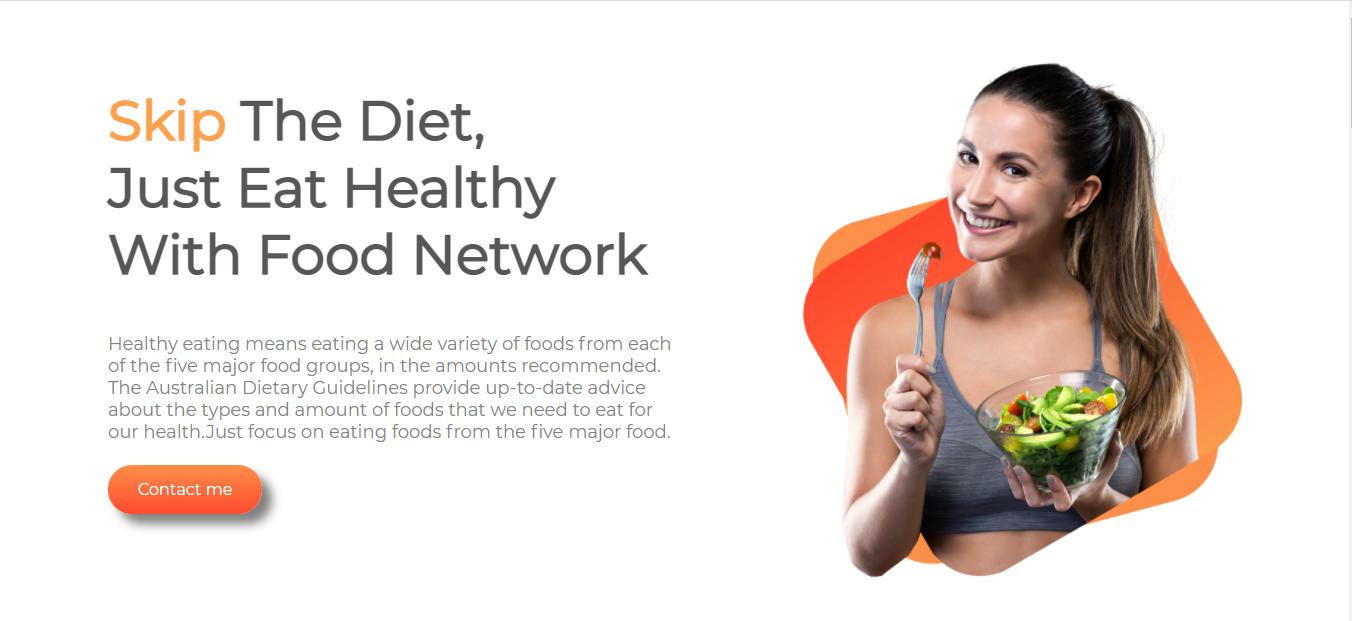 Skip The Diet,
Just Eat Healthy
With Food Network
Healthy eating means eating a wide variety of foods from each
of the five major food groups, in the amounts recommended.
The Australian Dietary Guidelines provide up-to-date advice
about the types and amount of foods that we need to eat for
our health.Just focus on eating foods from the five major food.
Contact me